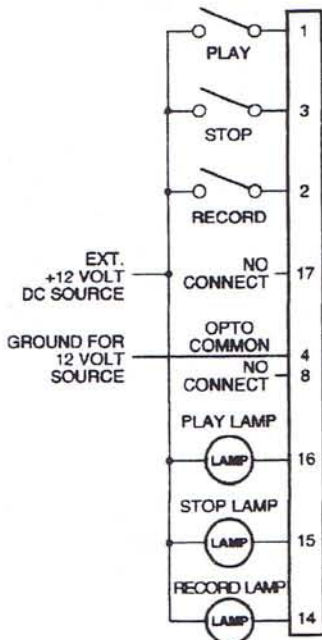 1
PLAY
3
STOP
2
RECORD
EXT.
+12 VOLT
DC SOURCE
NO
CONNECT
17
GROUND FOR
12 VOLT
SOURCE
OPTO
COMMON
4
NO
CONNECT
8
PLAY LAMP
LAMP
16
STOP LAMP
LAMP
15
RECORD LAMP
LAMP
14